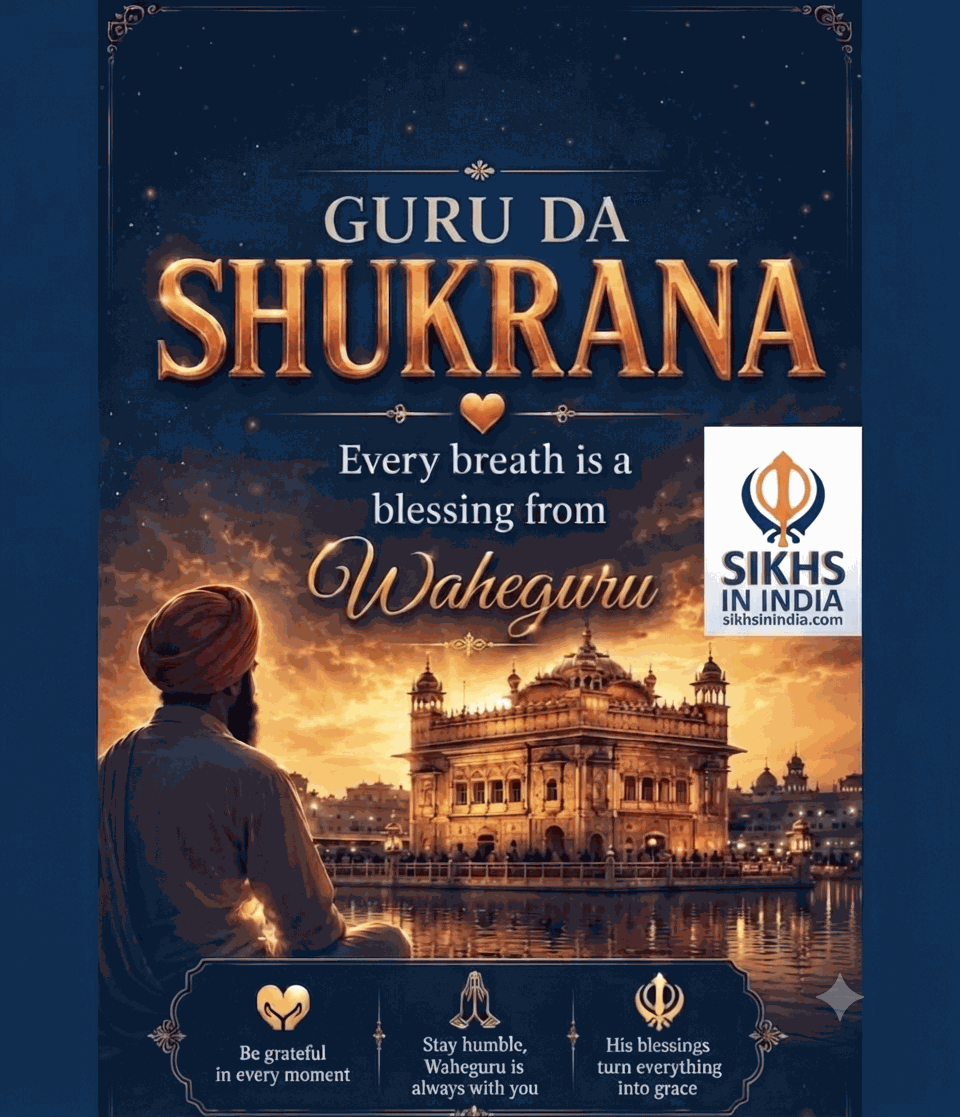 GURU DA
SHUKRANA
Every breath is a
blessing from
Waheguru
SIKHS
IN INDIA
sikhsinindia.com
Be grateful
in every moment
Stay humble,
Waheguru is
always with you
His blessings
turn everything
into grace